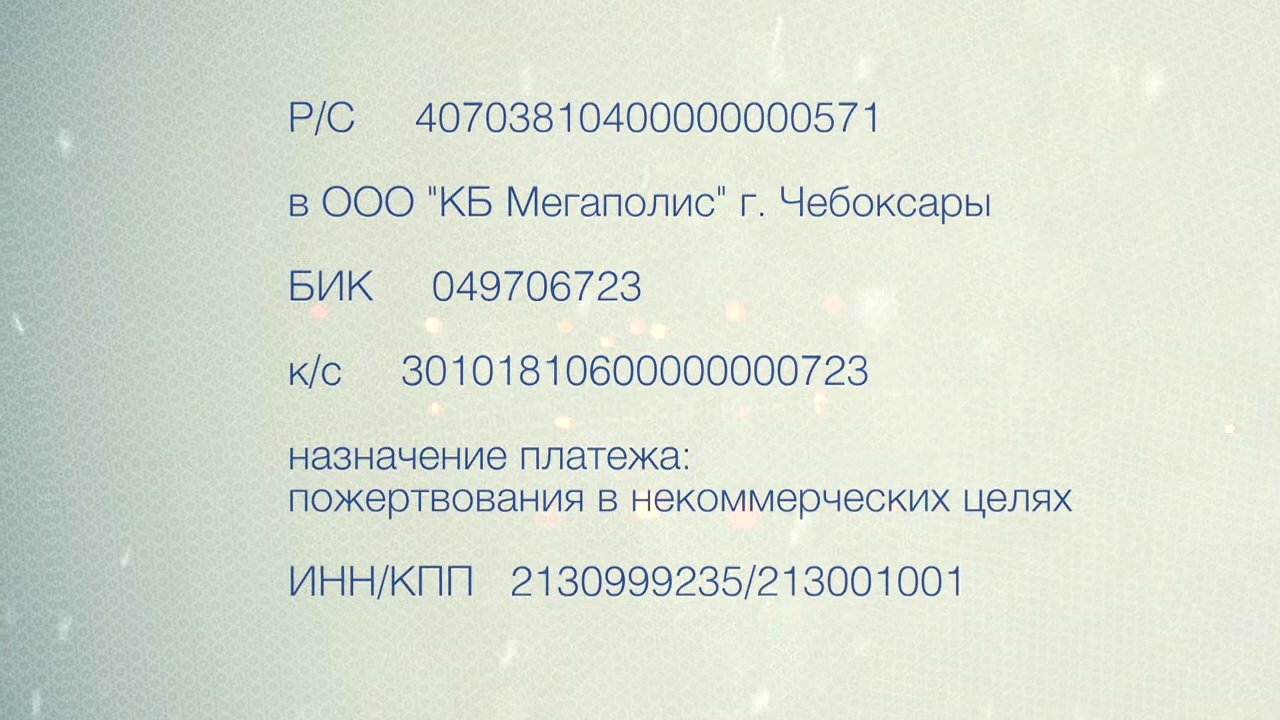 Р/С 40703810400000000571
в ООО "КБ Мегаполис" г. Чебоксары
БИК 049706723
к/с 30101810600000000723
назначение платежа:
пожертвования в некоммерческих целях
ИНН/КПП 2130999235/213001001